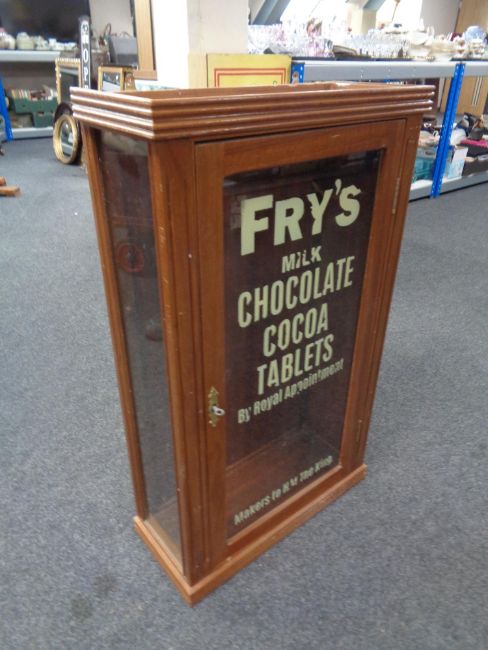 FRY'S
MILK
CHOCOLATE
COCOA
TABLETS
By Royal Appointment
Makers to H.M The King